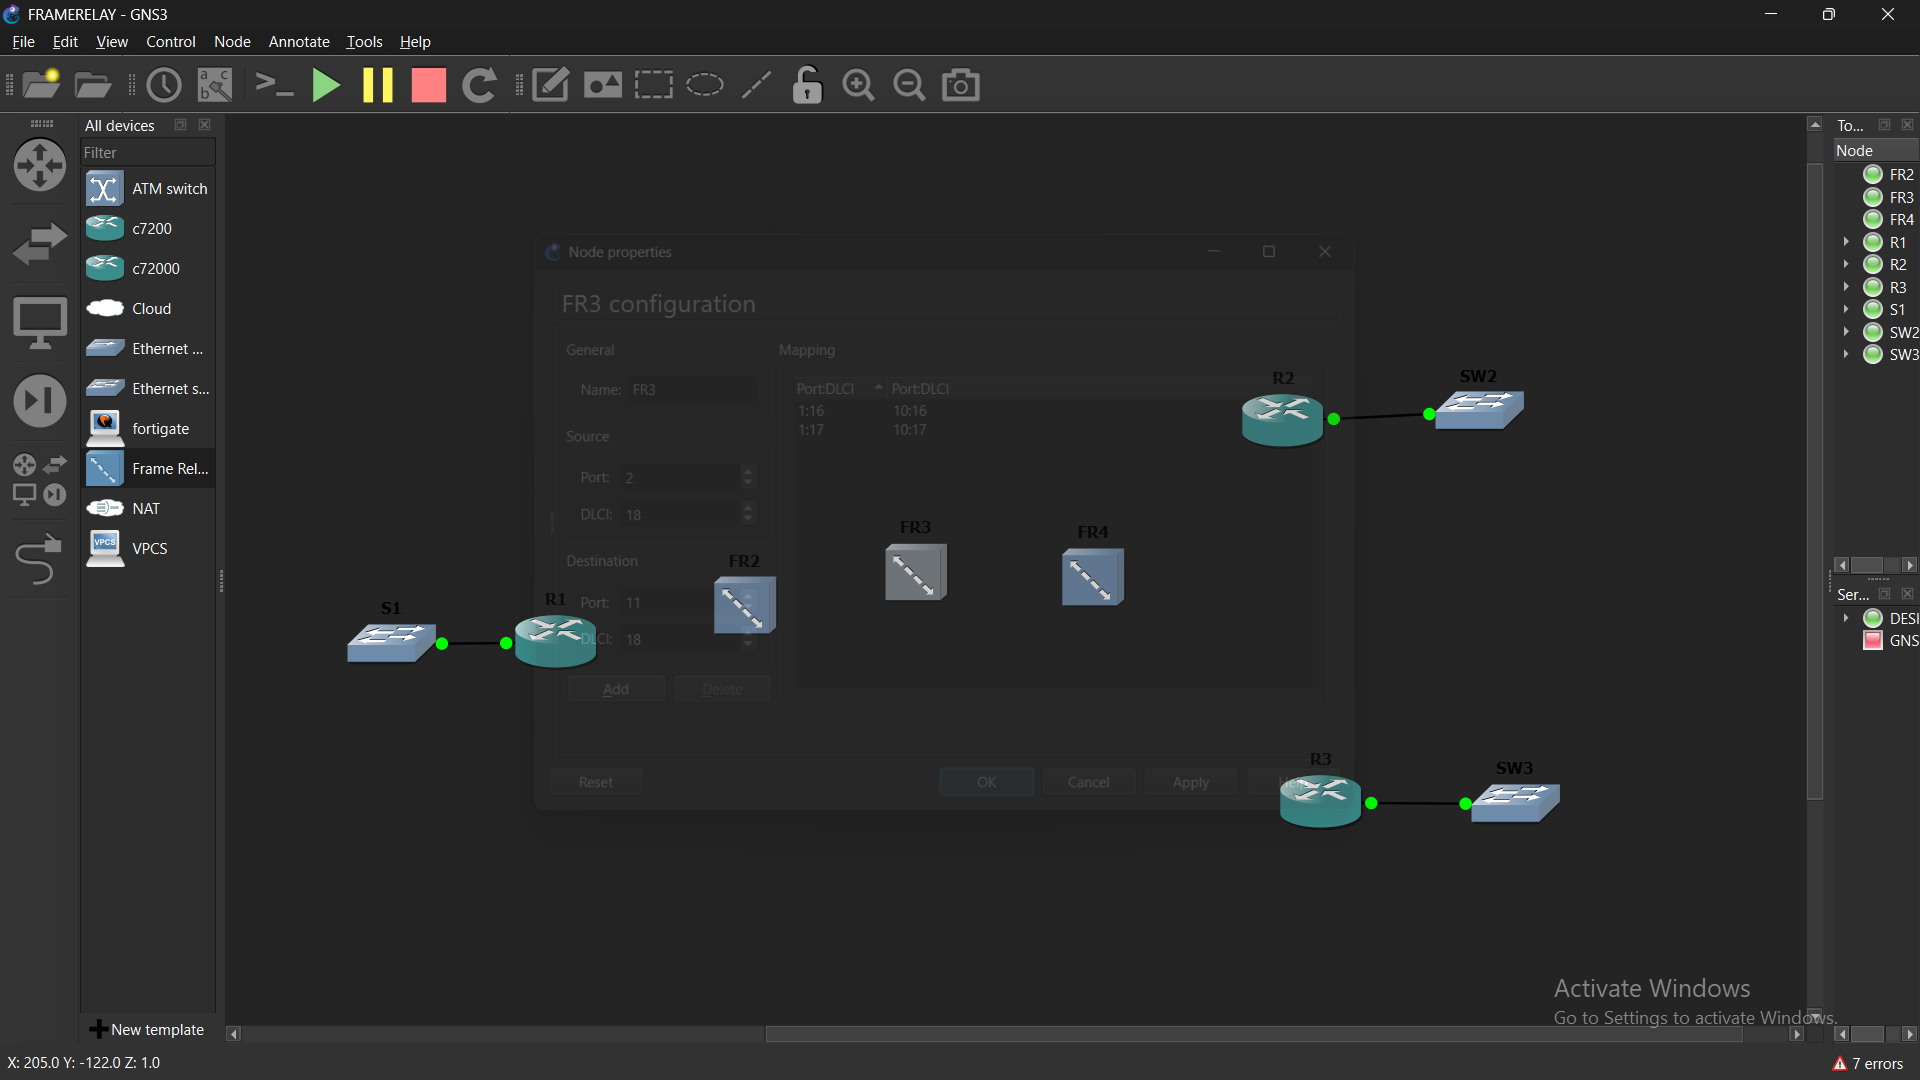 FRAMERELAY - GNS3
File Edit View Control Node Annotate Tools Help
a c
b
All devices
Filter
ATM switch
c7200
c72000
Cloud
Ethernet ...
Ethernet s...
fortigate
Frame Rel...
NAT
VPCS
VPCS
New template
Node properties
FR3 configuration
General
Name: FR3
Source
Port: 2
DLCI: 18
Destination
Port: 11
DLCI: 18
Add Delete
Mapping
Port:DLCI Port:DLCI
1:16 10:16
1:17 10:17
Reset OK Cancel Apply Help
R2
SW2
FR3
FR4
FR2
S1
R1
R3
SW3
To...
Node
FR2
FR3
FR4
R1
R2
R3
S1
SW2
SW3
Ser...
DESI
GNS
Activate Windows
Go to Settings to activate Windows.
X: 205.0 Y: -122.0 Z: 1.0
7 errors